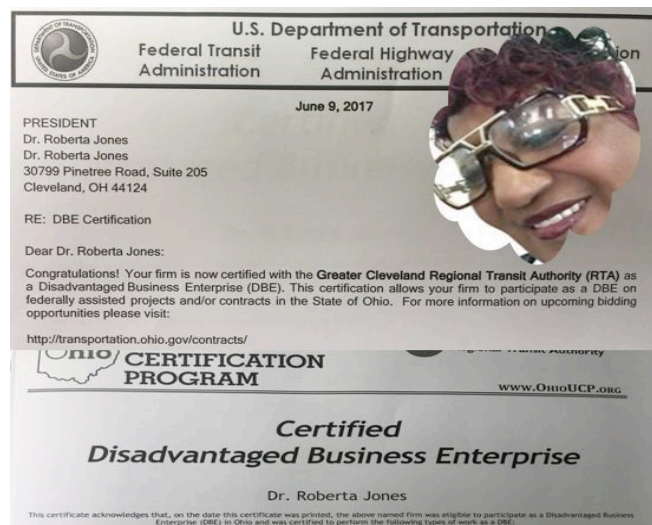 U.S. Department of Transportation
Federal Transit Federal Highway ion
Administration Administration
June 9, 2017
PRESIDENT
Dr. Roberta Jones
Dr. Roberta Jones
30799 Pinetree Road, Suite 205
Cleveland, OH 44124
RE: DBE Certification
Dear Dr. Roberta Jones:
Congratulations! Your firm is now certified with the Greater Cleveland Regional Transit Authority (RTA) as
a Disadvantaged Business Enterprise (DBE). This certification allows your firm to participate as a DBE on
federally assisted projects and/or contracts in the State of Ohio. For more information on upcoming bidding
opportunities please visit:
http://transportation.ohio.gov/contracts/
Ohio CERTIFICATION Regional Transit Authority
PROGRAM
www.OhioUCP.org
Certified
Disadvantaged Business Enterprise
Dr. Roberta Jones
This certificate acknowledges that, on the date this certificate was printed, the above named firm was eligible to participate as a Disadvantaged Business
Enterprise (DBE) in Ohio and was certified to perform the following types of work as a DBE: